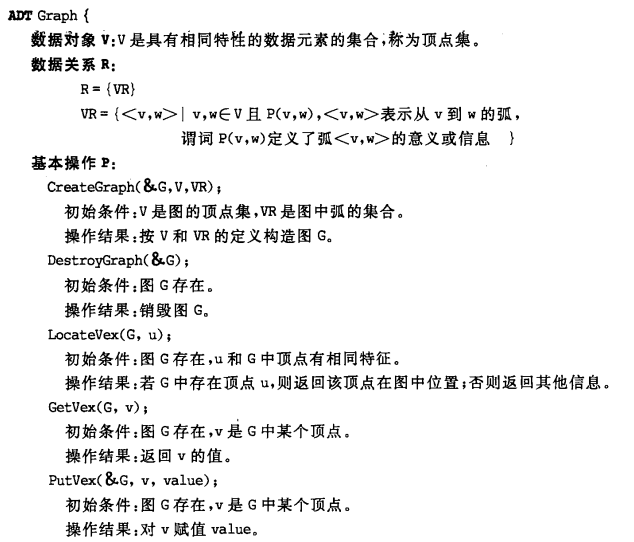 ADT Graph {
数据对象 V:V 是具有相同特性的数据元素的集合,称为顶点集。
数据关系 R:
R = {VR}
VR = {<v,w>| v,w∈V 且 P(v,w),<v,w>表示从 v 到 w 的弧,
谓词 P(v,w)定义了弧<v,w>的意义或信息 }
基本操作 P:
CreateGraph(&G,V,VR);
初始条件:V 是图的顶点集,VR 是图中弧的集合。
操作结果:按 V 和 VR 的定义构造图 G。
DestroyGraph(&G);
初始条件:图 G 存在。
操作结果:销毁图 G。
LocateVex(G, u);
初始条件:图 G 存在,u 和 G 中顶点有相同特征。
操作结果:若 G 中存在顶点 u,则返回该顶点在图中位置;否则返回其他信息。
GetVex(G, v);
初始条件:图 G 存在,v 是 G 中某个顶点。
操作结果:返回 v 的值。
PutVex(&G, v, value);
初始条件:图 G 存在,v 是 G 中某个顶点。
操作结果:对 v 赋值 value。